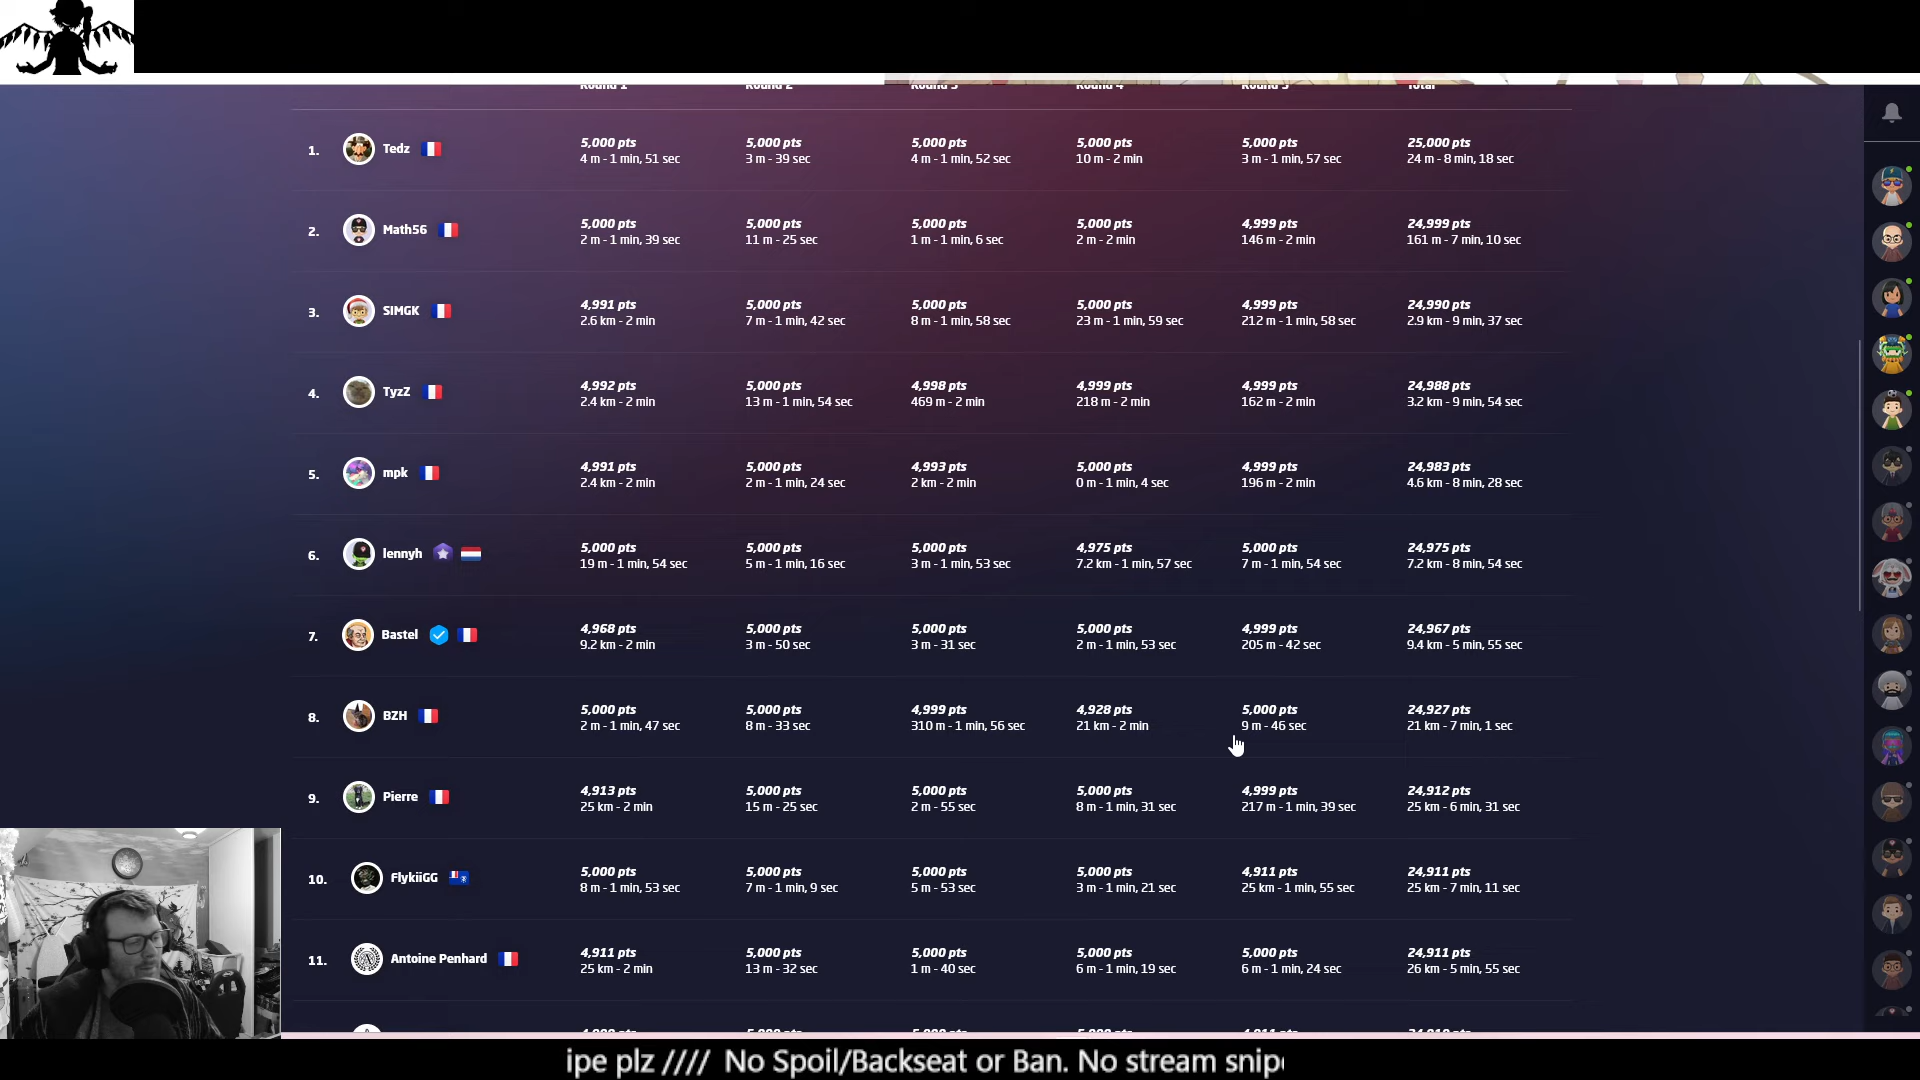 Round 1 Round 2 Round 3 Round 4 Round 5 Total
1. Tedz 5,000 pts 5,000 pts 5,000 pts 5,000 pts 5,000 pts 25,000 pts
4 m - 1 min, 51 sec 3 m - 39 sec 4 m - 1 min, 52 sec 10 m - 2 min 3 m - 1 min, 57 sec 24 m - 8 min, 18 sec
2. Math56 5,000 pts 5,000 pts 5,000 pts 5,000 pts 4,999 pts 24,999 pts
2 m - 1 min, 39 sec 11 m - 25 sec 1 m - 1 min, 6 sec 2 m - 2 min 146 m - 2 min 161 m - 7 min, 10 sec
3. SIMGK 4,991 pts 5,000 pts 5,000 pts 5,000 pts 4,999 pts 24,990 pts
2.6 km - 2 min 7 m - 1 min, 42 sec 8 m - 1 min, 58 sec 23 m - 1 min, 59 sec 212 m - 1 min, 58 sec 2.9 km - 9 min, 37 sec
4. TyzZ 4,992 pts 5,000 pts 4,998 pts 4,999 pts 4,999 pts 24,988 pts
2.4 km - 2 min 13 m - 1 min, 54 sec 469 m - 2 min 218 m - 2 min 162 m - 2 min 3.2 km - 9 min, 54 sec
5. mpk 4,991 pts 5,000 pts 4,993 pts 5,000 pts 4,999 pts 24,983 pts
2.4 km - 2 min 2 m - 1 min, 24 sec 2 km - 2 min 0 m - 1 min, 4 sec 196 m - 2 min 4.6 km - 8 min, 28 sec
6. lennyh 5,000 pts 5,000 pts 5,000 pts 4,975 pts 5,000 pts 24,975 pts
19 m - 1 min, 54 sec 5 m - 1 min, 16 sec 3 m - 1 min, 53 sec 7.2 km - 1 min, 57 sec 7 m - 1 min, 54 sec 7.2 km - 8 min, 54 sec
7. Bastel 4,968 pts 5,000 pts 5,000 pts 5,000 pts 4,999 pts 24,967 pts
9.2 km - 2 min 3 m - 50 sec 3 m - 31 sec 2 m - 1 min, 53 sec 205 m - 42 sec 9.4 km - 5 min, 55 sec
8. BZH 5,000 pts 5,000 pts 4,999 pts 4,928 pts 5,000 pts 24,927 pts
2 m - 1 min, 47 sec 8 m - 33 sec 310 m - 1 min, 56 sec 21 km - 2 min 9 m - 46 sec 21 km - 7 min, 1 sec
9. Pierre 4,913 pts 5,000 pts 5,000 pts 5,000 pts 4,999 pts 24,912 pts
25 km - 2 min 15 m - 25 sec 2 m - 55 sec 8 m - 1 min, 31 sec 217 m - 1 min, 39 sec 25 km - 6 min, 31 sec
10. FlykiiGG 5,000 pts 5,000 pts 5,000 pts 5,000 pts 4,911 pts 24,911 pts
8 m - 1 min, 53 sec 7 m - 1 min, 9 sec 5 m - 53 sec 3 m - 1 min, 21 sec 25 km - 1 min, 55 sec 25 km - 7 min, 11 sec
11. Antoine Penhard 4,911 pts 5,000 pts 5,000 pts 5,000 pts 5,000 pts 24,911 pts
25 km - 2 min 13 m - 32 sec 1 m - 40 sec 6 m - 1 min, 19 sec 6 m - 1 min, 24 sec 26 km - 5 min, 55 sec
ipe plz //// No Spoil/Backseat or Ban. No stream snipe